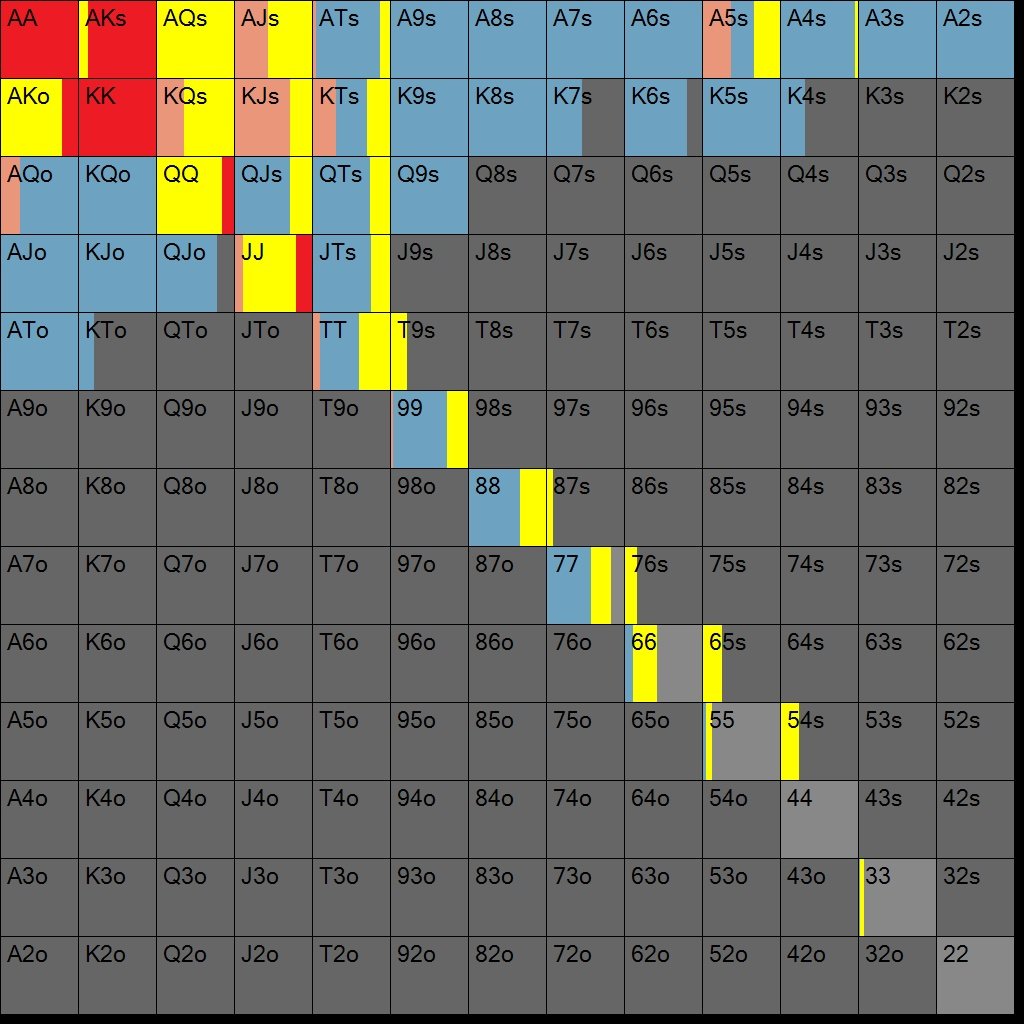 AA AKs AQs AJs ATs A9s A8s A7s A6s A5s A4s A3s A2s
AKo KK KQs KJs KTs K9s K8s K7s K6s K5s K4s K3s K2s
AQo KQo QQ QJs QTs Q9s Q8s Q7s Q6s Q5s Q4s Q3s Q2s
AJo KJo QJo JJ JTs J9s J8s J7s J6s J5s J4s J3s J2s
ATo KTo QTo JTo TT T9s T8s T7s T6s T5s T4s T3s T2s
A9o K9o Q9o J9o T9o 99 98s 97s 96s 95s 94s 93s 92s
A8o K8o Q8o J8o T8o 98o 88 87s 86s 85s 84s 83s 82s
A7o K7o Q7o J7o T7o 97o 87o 77 76s 75s 74s 73s 72s
A6o K6o Q6o J6o T6o 96o 86o 76o 66 65s 64s 63s 62s
A5o K5o Q5o J5o T5o 95o 85o 75o 65o 55 54s 53s 52s
A4o K4o Q4o J4o T4o 94o 84o 74o 64o 54o 44 43s 42s
A3o K3o Q3o J3o T3o 93o 83o 73o 63o 53o 43o 33 32s
A2o K2o Q2o J2o T2o 92o 82o 72o 62o 52o 42o 32o 22